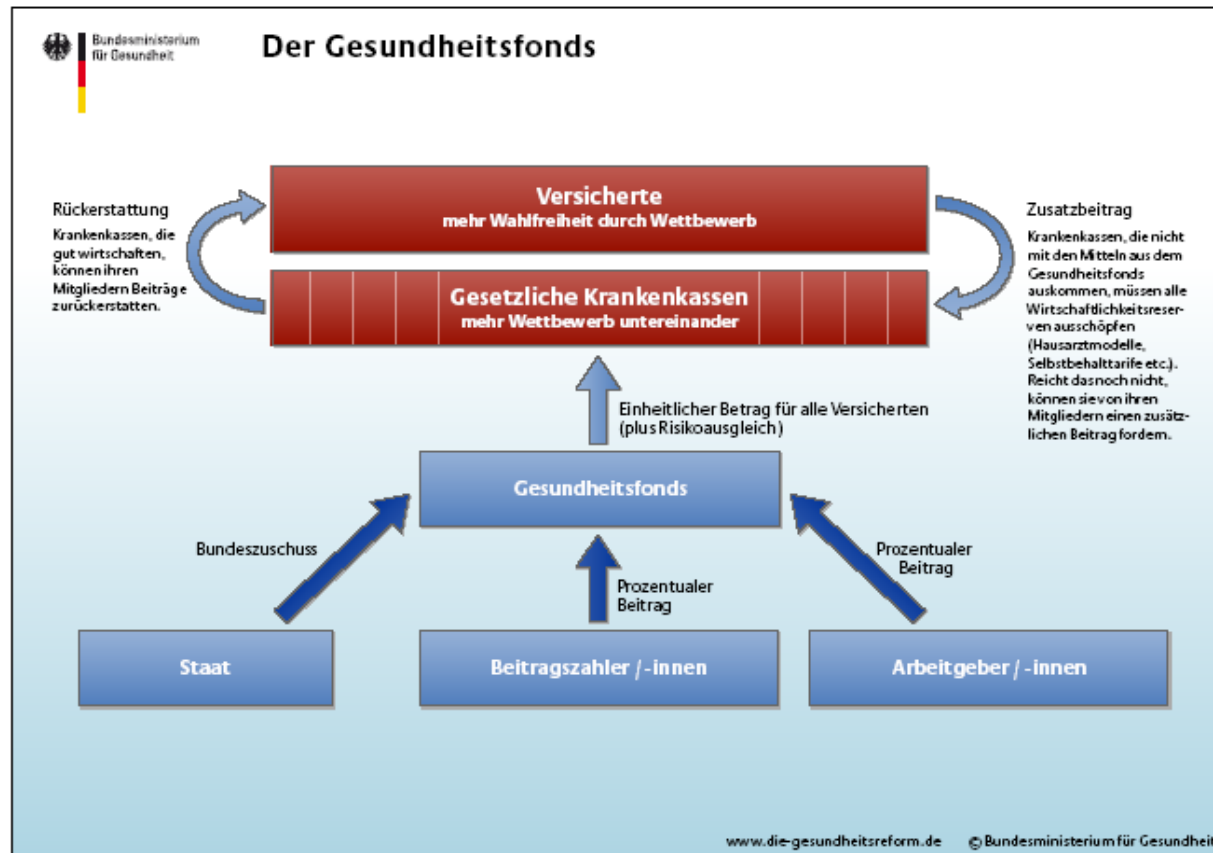 Bundesministerium
für Gesundheit
Der Gesundheitsfonds
Versicherte
mehr Wahlfreiheit durch Wettbewerb
Rückerstattung
Krankenkassen, die
gut wirtschaften,
können ihren
Mitgliedern Beiträge
zurückerstatten.
Zusatzbeitrag
Krankenkassen, die nicht
mit den Mitteln aus dem
Gesundheitsfonds
auskommen, müssen alle
Wirtschaftlichkeitsreser-
ven ausschöpfen
(Hausarztmodelle,
Selbstbehalttarife etc.).
Reicht das noch nicht,
können sie von ihren
Mitgliedern einen zusätz-
lichen Beitrag fordern.
Gesetzliche Krankenkassen
mehr Wettbewerb untereinander
Einheitlicher Betrag für alle Versicherten
(plus Risikoausgleich)
Gesundheitsfonds
Bundeszuschuss
Prozentualer
Beitrag
Prozentualer
Beitrag
Staat
Beitragszahler / -innen
Arbeitgeber / -innen
www.die-gesundheitsreform.de © Bundesministerium für Gesundheit